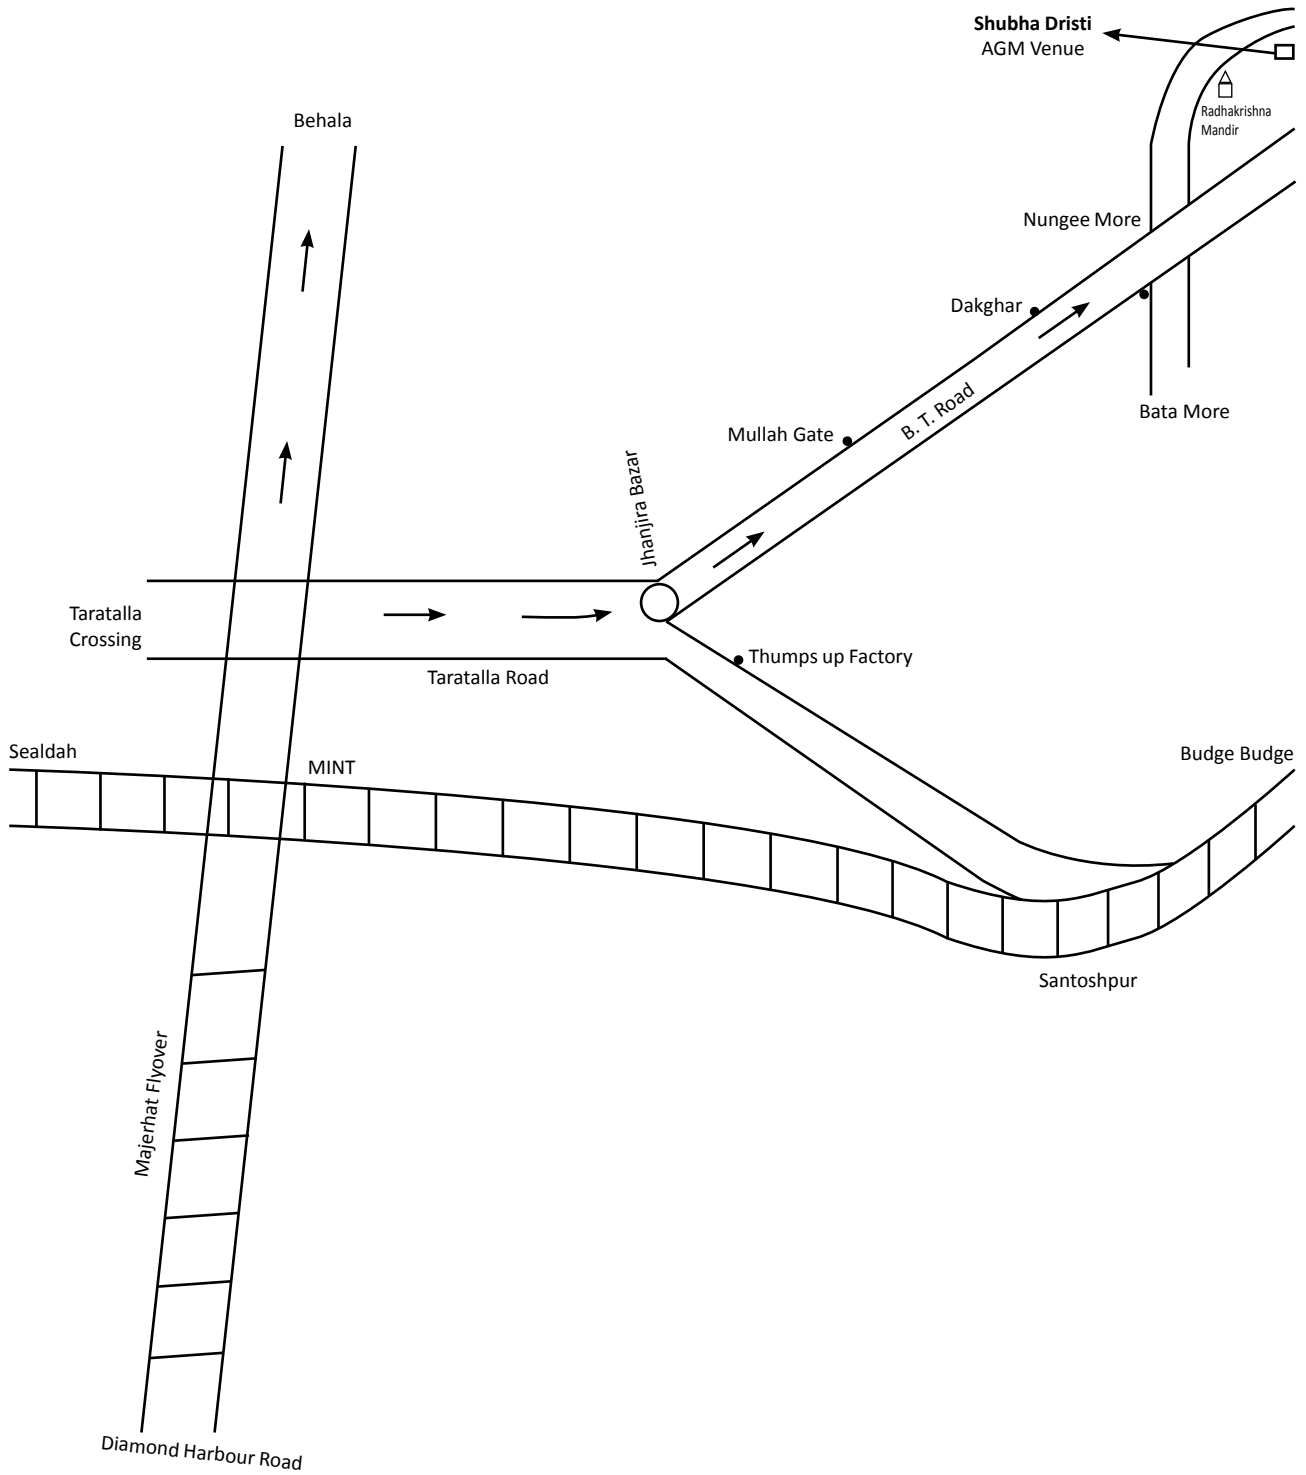 Shubha Dristi
AGM Venue
Radhakrishna
Mandir
Behala
Nungee More
Dakghar
Bata More
B. T. Road
Mullah Gate
Jhanjira Bazar
Taratalla
Crossing
Thumps up Factory
Taratalla Road
Sealdah
MINT
Budge Budge
Santoshpur
Majerhat Flyover
Diamond Harbour Road